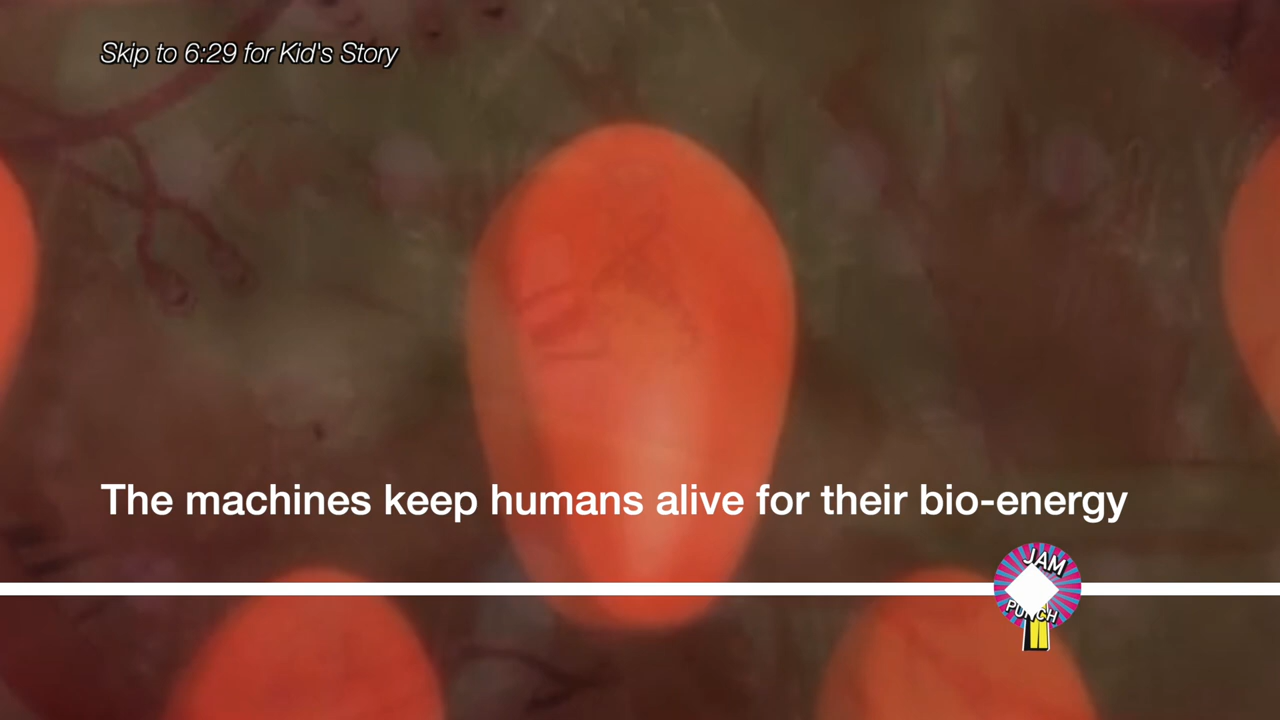 Skip to 6:29 for Kid's Story
The machines keep humans alive for their bio-energy
JAM
PUNCH